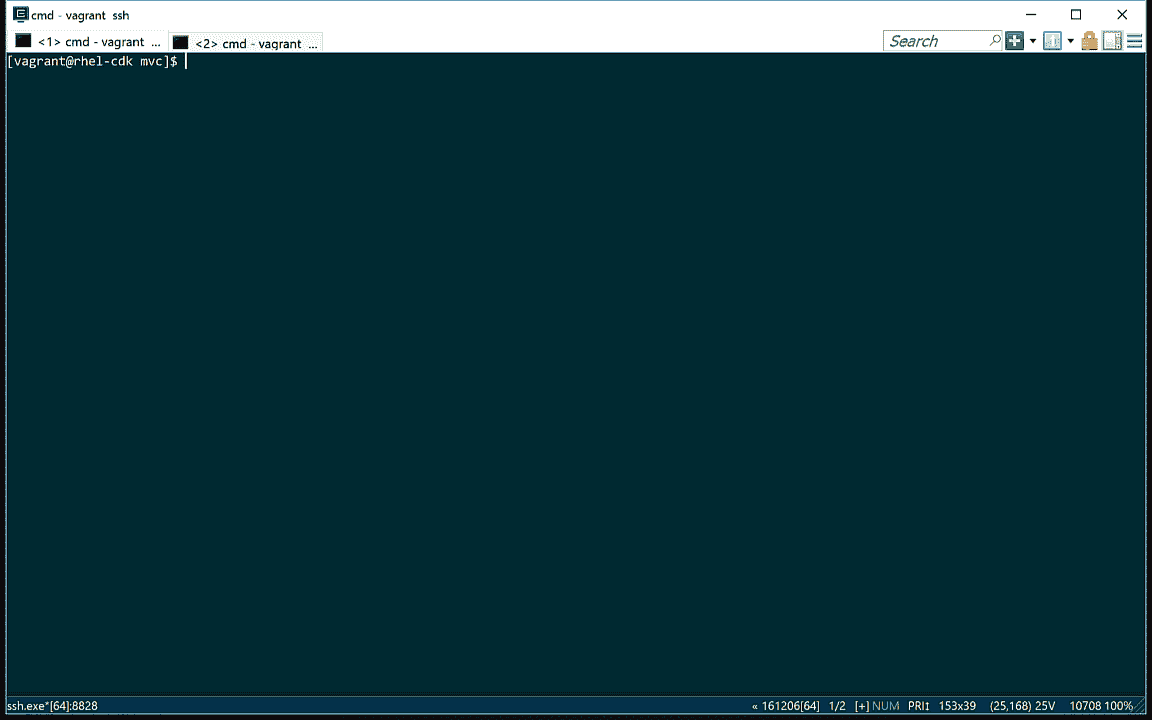 cmd - vagrant ssh
<1> cmd - vagrant ...
<2> cmd - vagrant ...
Search
[vagrant@rhel-cdk mvc]$
ssh.exe*[64]:8828
« 161206[64] 1/2 [+] NUM PRI↕ 153x39 (25,168) 25V 10708 100%